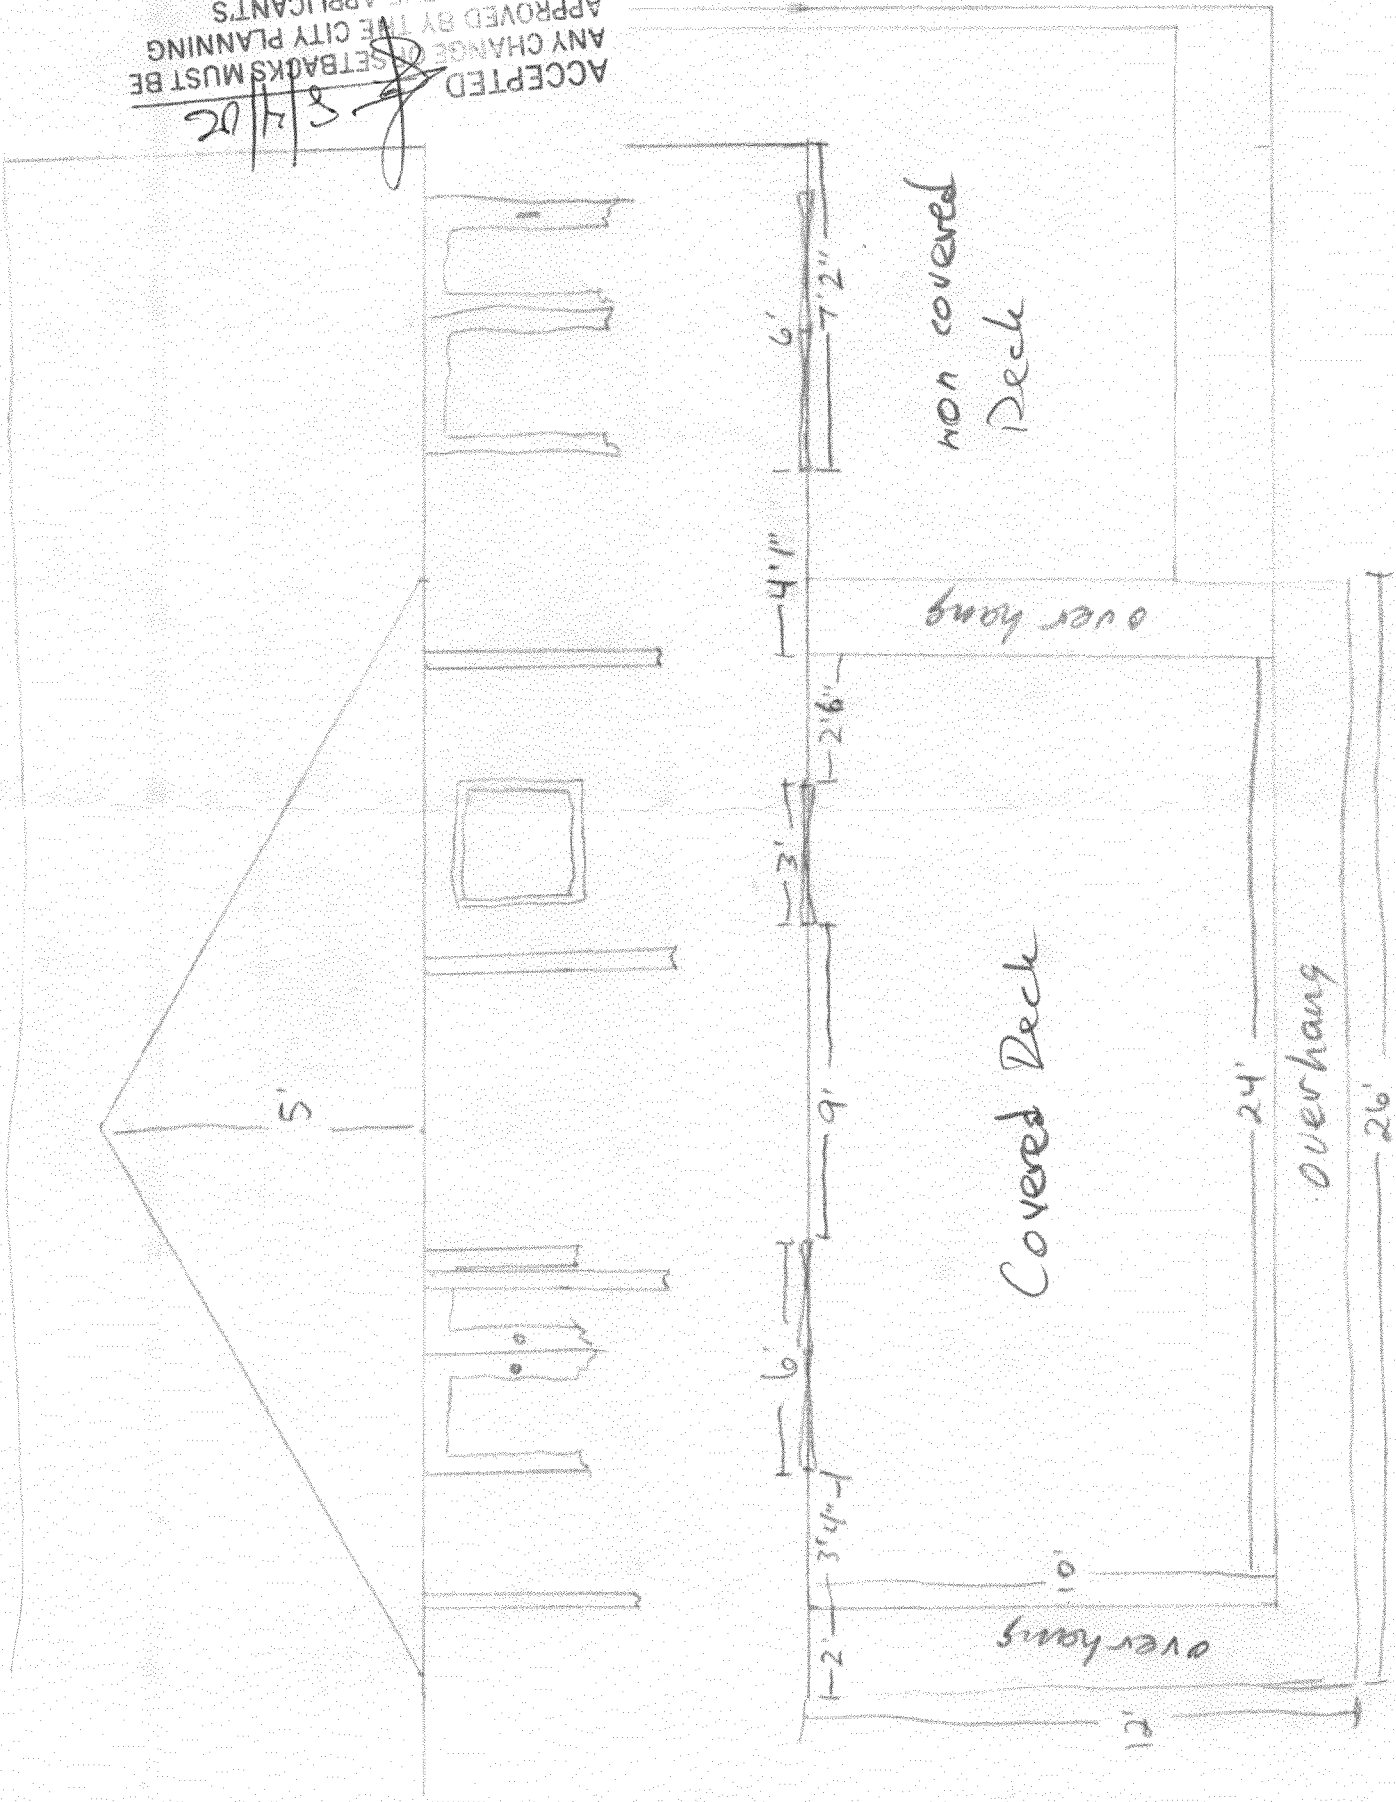 ACCEPTED
ANY CHANGE OF SETBACKS MUST BE
APPROVED BY THE CITY PLANNING
APPLICANT'S
5'
6'
4'1"
3'
6'
7'2"
2'6"
9'
3'4"
2'
non covered
Deck
over hang
Covered Deck
10'
24'
overhang
overhang
26'
12'